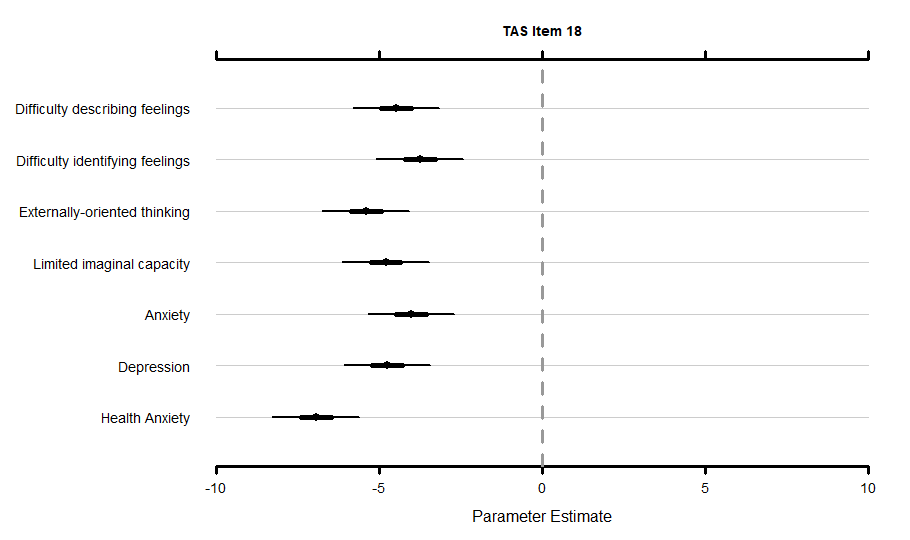 TAS Item 18
Difficulty describing feelings
Difficulty identifying feelings
Externally-oriented thinking
Limited imaginal capacity
Anxiety
Depression
Health Anxiety
-10 -5 0 5 10
Parameter Estimate